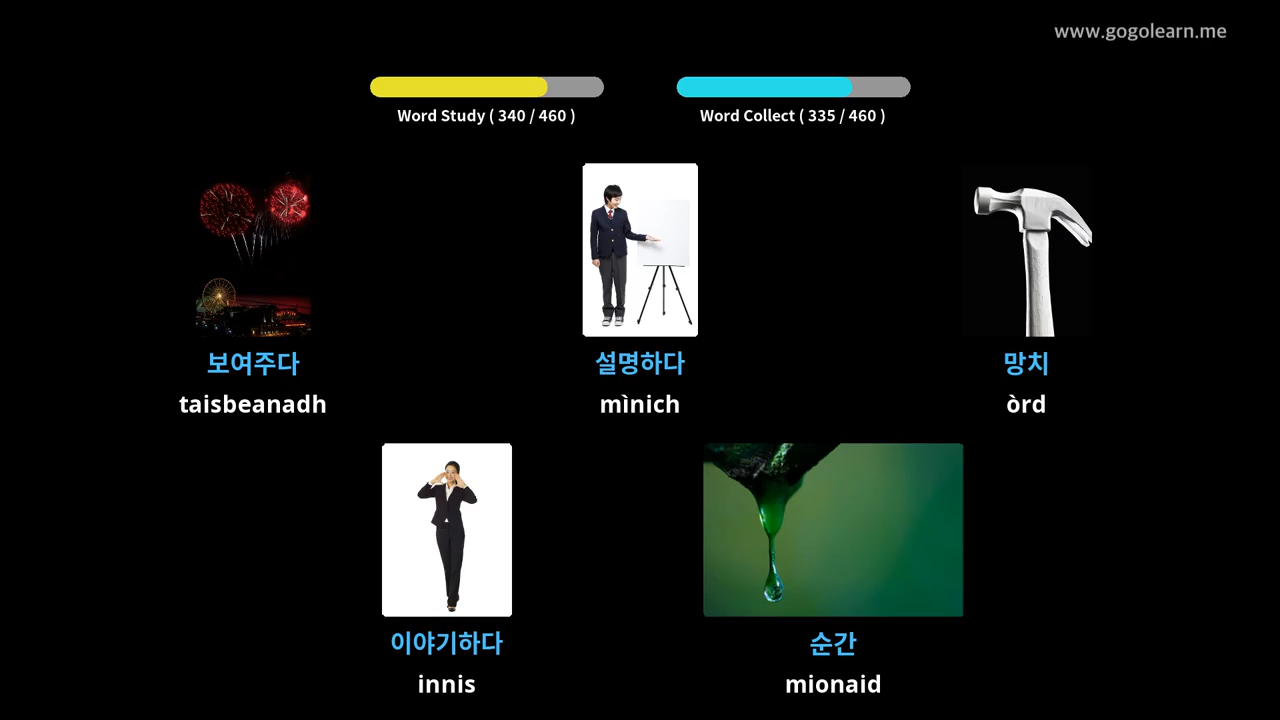 www.gogolearn.me
Word Study ( 340 / 460 )
Word Collect ( 335 / 460 )
보여주다
taisbeanadh
설명하다
mìnich
망치
òrd
이야기하다
innis
순간
mionaid